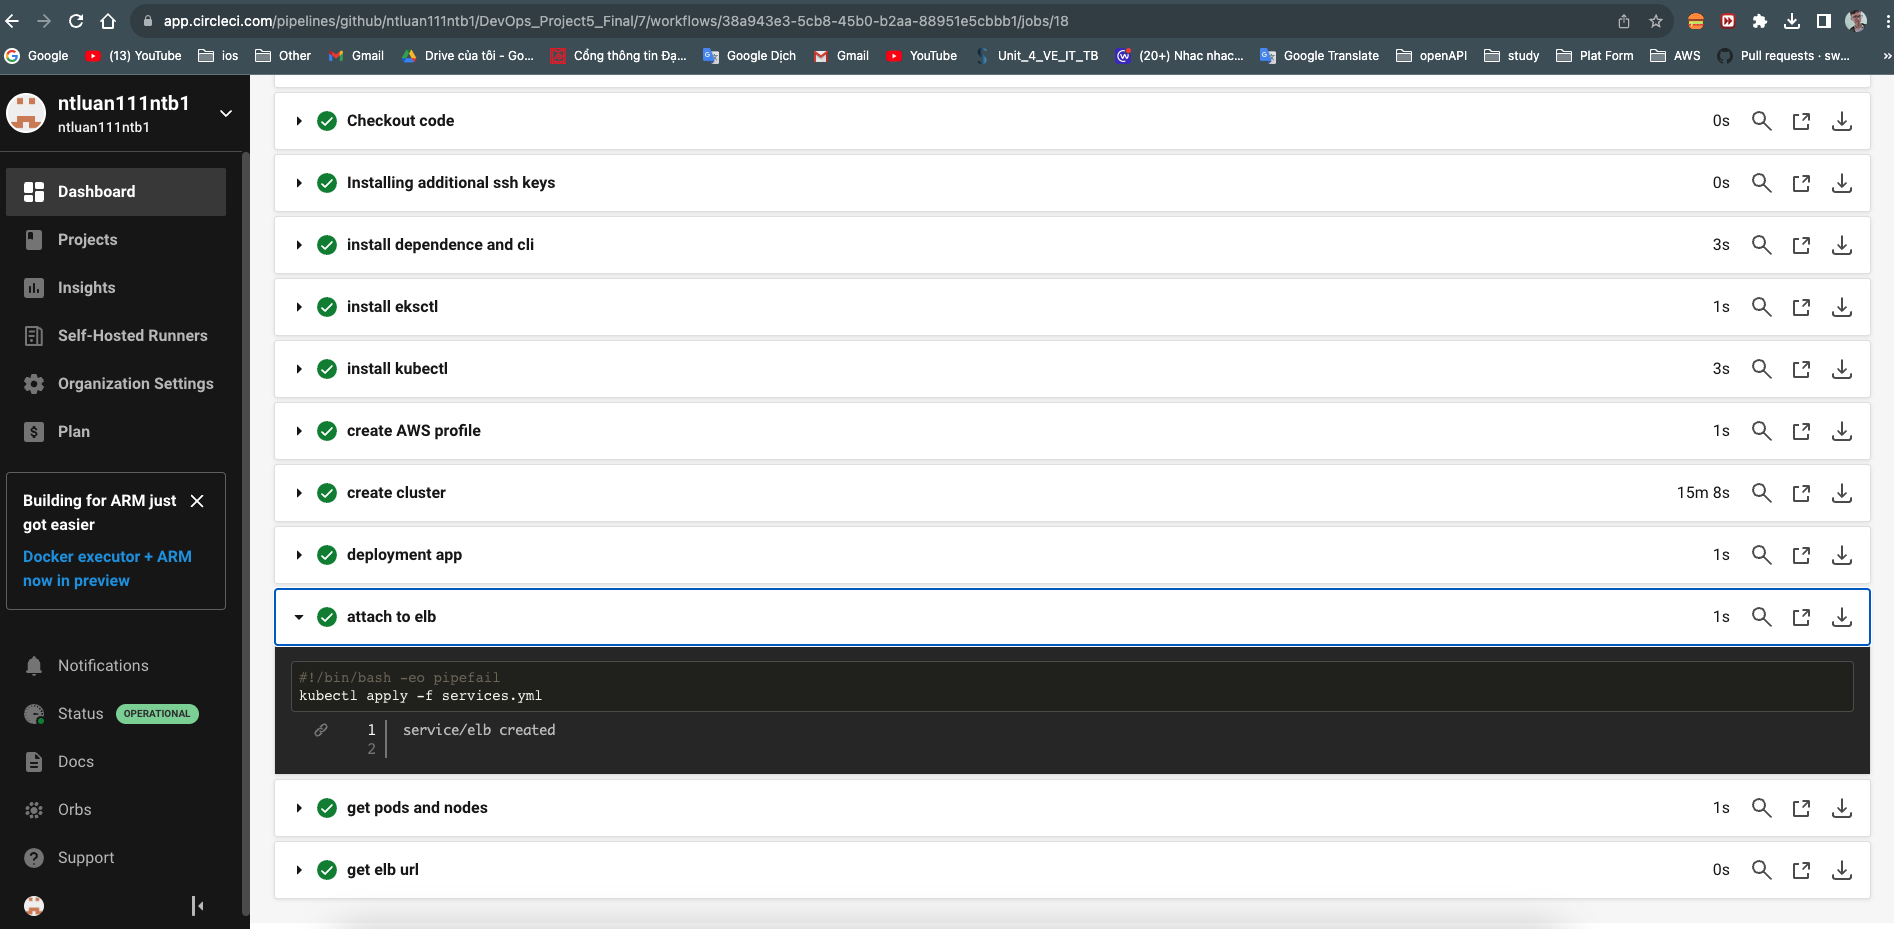 app.circleci.com/pipelines/github/ntluan111ntb1/DevOps_Project5_Final/7/workflows/38a943e3-5cb8-45b0-b2aa-88951e5cbbb1/jobs/18
Google
(13) YouTube
ios
Other
Gmail
Drive của tôi - Go...
Cổng thông tin Đạ...
Google Dịch
Gmail
YouTube
Unit_4_VE_IT_TB
(20+) Nhac nhac...
Google Translate
openAPI
study
Plat Form
AWS
Pull requests · sw...
»
ntluan111ntb1
ntluan111ntb1
Dashboard
Projects
Insights
Self-Hosted Runners
Organization Settings
Plan
Building for ARM just
got easier
Docker executor + ARM
now in preview
Notifications
Status OPERATIONAL
Docs
Orbs
Support
Checkout code 0s
Installing additional ssh keys 0s
install dependence and cli 3s
install eksctl 1s
install kubectl 3s
create AWS profile 1s
create cluster 15m 8s
deployment app 1s
attach to elb 1s
#!/bin/bash -eo pipefail
kubectl apply -f services.yml
1 service/elb created
2
get pods and nodes 1s
get elb url 0s